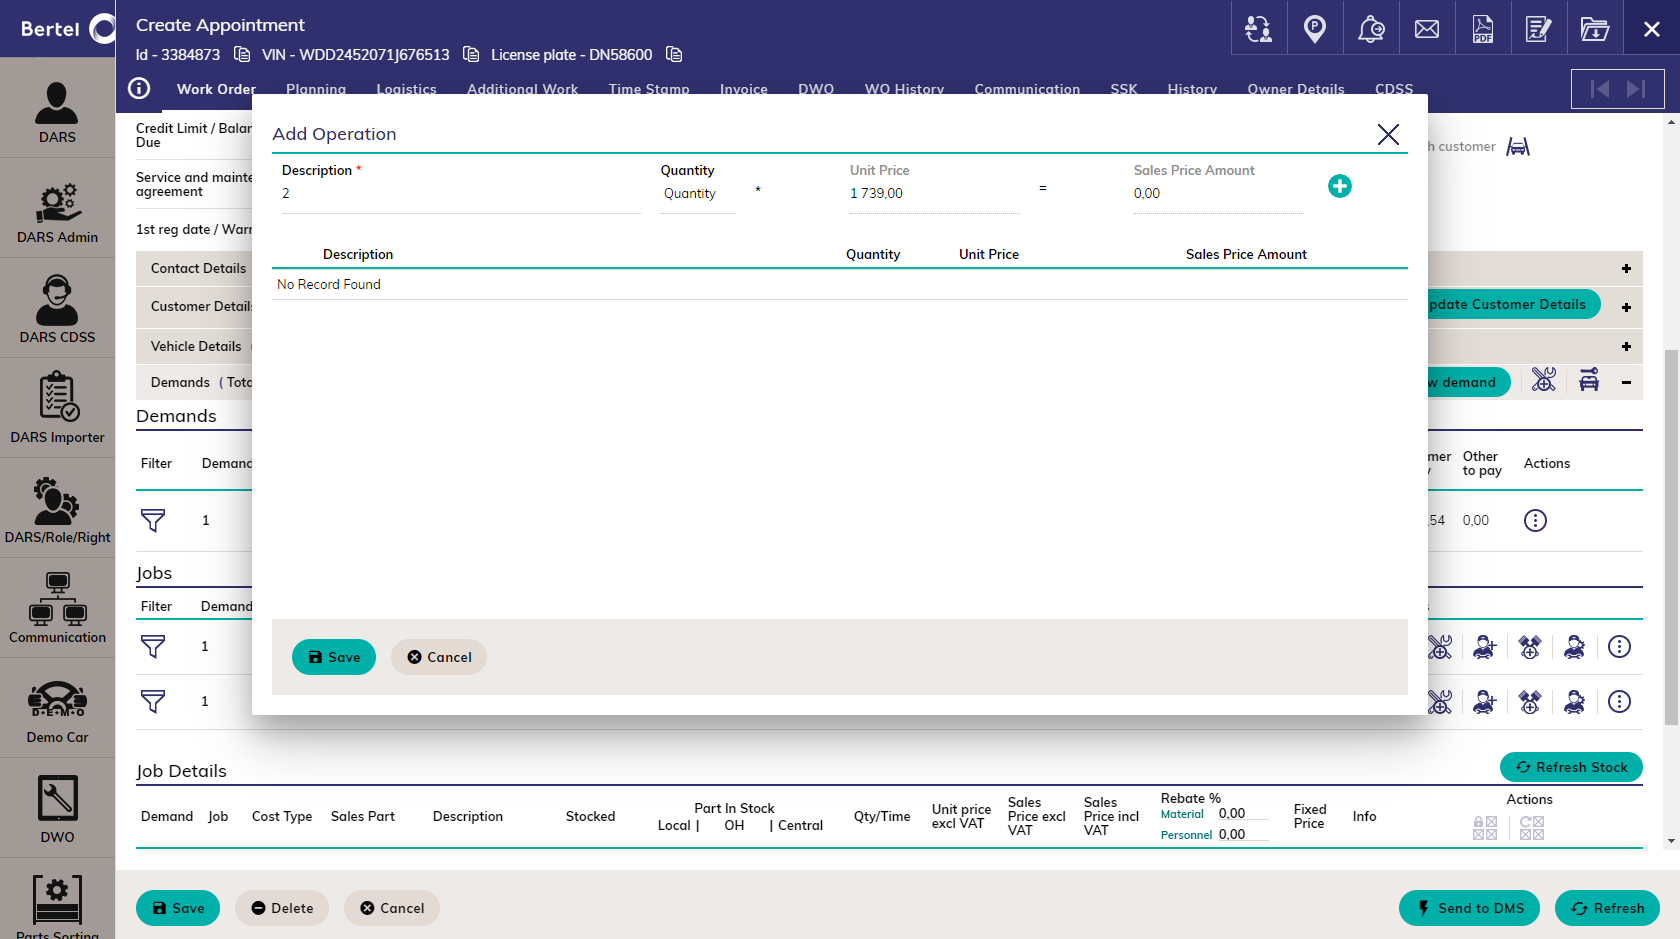 Bertel
Create Appointment
Id - 3384873 VIN - WDD2452071J676513 License plate - DN58600
Work Order Planning Logistics Additional Work Time Stamp Invoice DWO WO History Communication SSK History Owner Details CDSS
PDF
DARS
DARS Admin
DARS CDSS
DARS Importer
DARS/Role/Right
Communication
D-E-M-O
Demo Car
DWO
Parts Sorting
Credit Limit / Balan
Due
Service and mainte
agreement
1st reg date / Warr
h customer
Contact Details
Customer Details
pdate Customer Details
Vehicle Details (
Demands ( Tota
w demand
Add Operation
Description * Quantity Unit Price Sales Price Amount
2 Quantity * 1 739,00 = 0,00
Description Quantity Unit Price Sales Price Amount
No Record Found
Save Cancel
Demands
Filter Demand
mer Other
y to pay Actions
1 ,54 0,00
Jobs
Filter Demand s
1
1
Job Details
Refresh Stock
Demand Job Cost Type Sales Part Description Stocked
Part In Stock
Local | OH | Central
Qty/Time
Unit price
excl VAT
Sales
Price excl
VAT
Sales
Price incl
VAT
Rebate %
Material 0,00
Personnel 0,00
Fixed
Price
Info
Actions
Save Delete Cancel Send to DMS Refresh